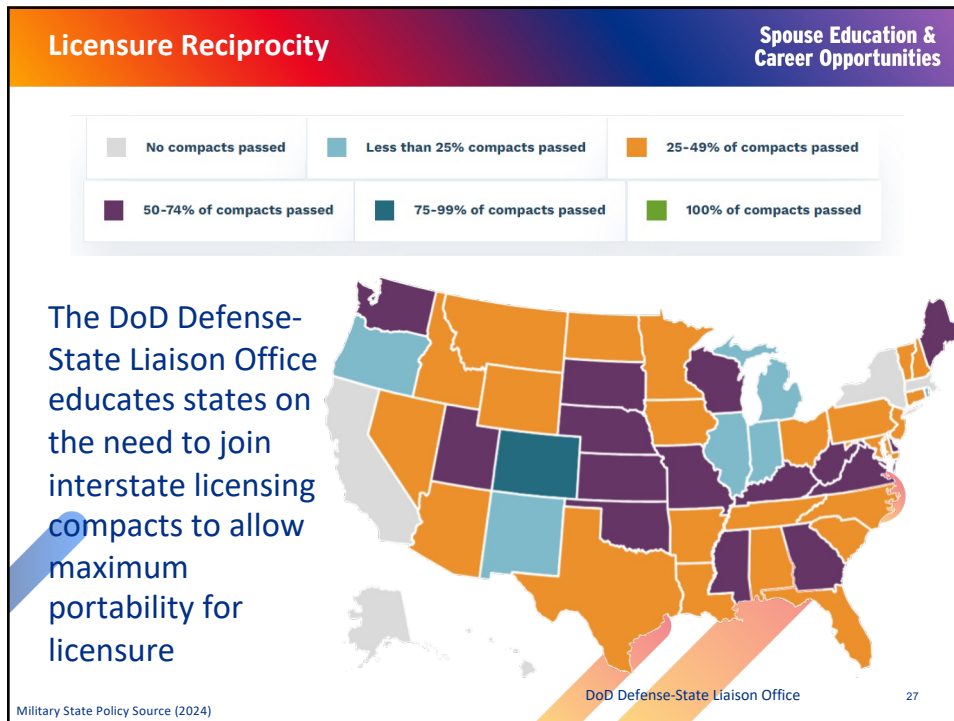 Licensure Reciprocity
Spouse Education &
Career Opportunities
No compacts passed
Less than 25% compacts passed
25-49% of compacts passed
50-74% of compacts passed
75-99% of compacts passed
100% of compacts passed
The DoD Defense-
State Liaison Office
educates states on
the need to join
interstate licensing
compacts to allow
maximum
portability for
licensure
DoD Defense-State Liaison Office
27
Military State Policy Source (2024)